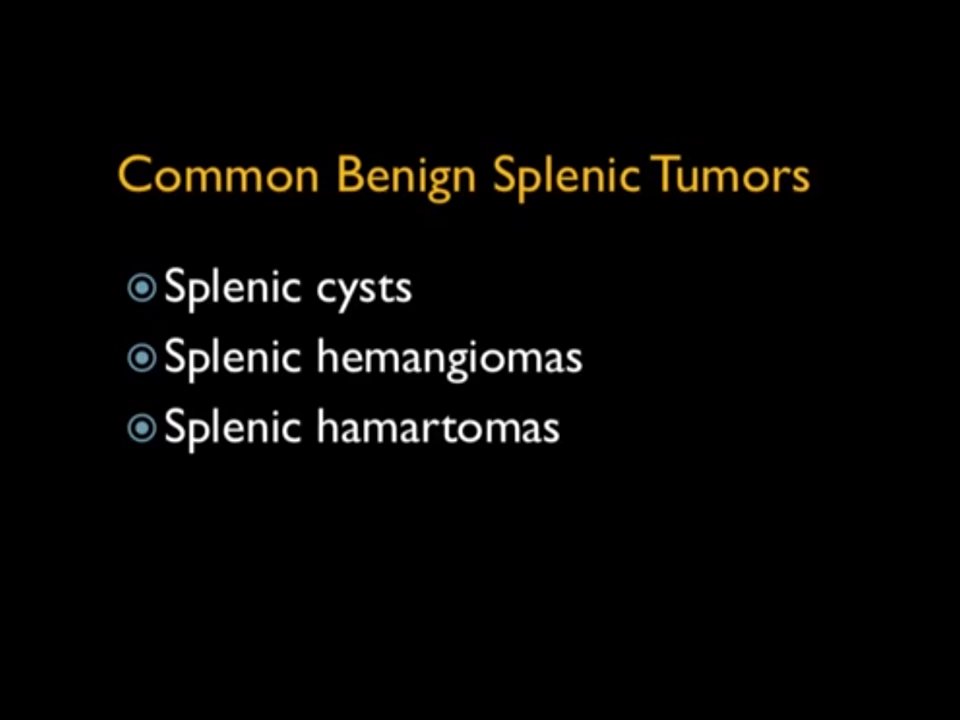 Common Benign Splenic Tumors
Splenic cysts
Splenic hemangiomas
Splenic hamartomas